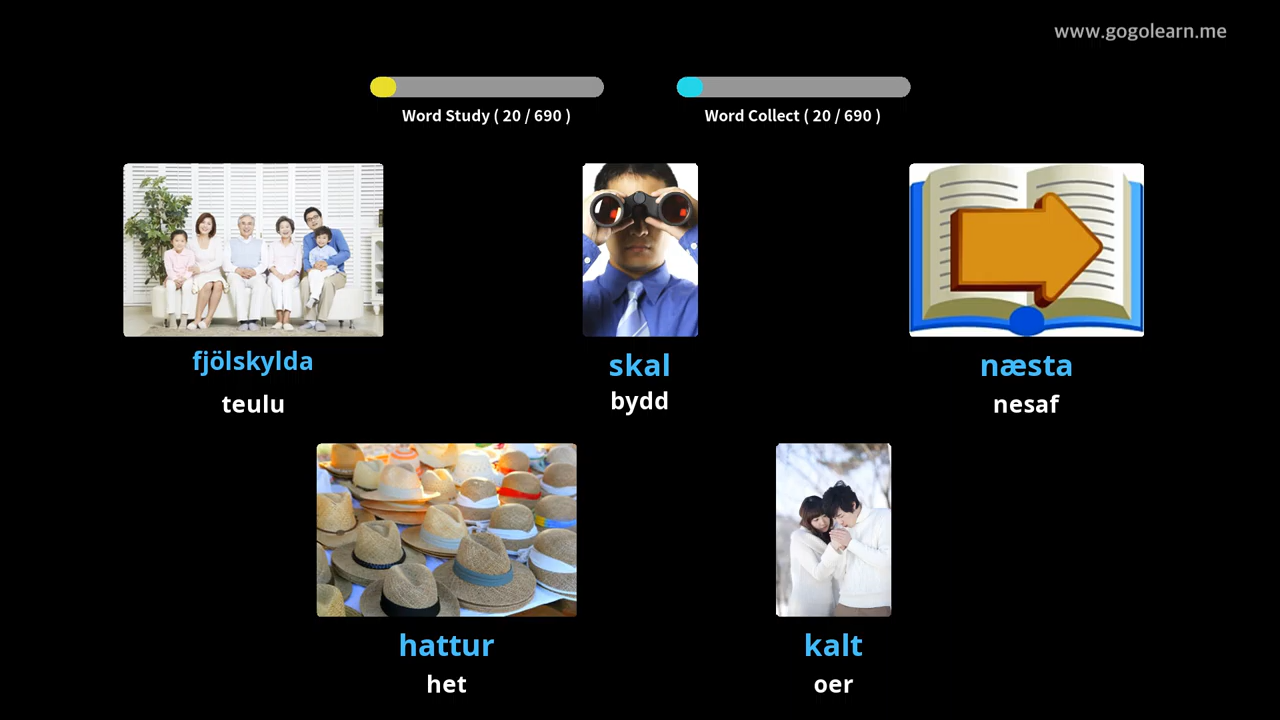 www.gogolearn.me
Word Study ( 20 / 690 )
Word Collect ( 20 / 690 )
fjölskylda
teulu
skal
bydd
næsta
nesaf
hattur
het
kalt
oer